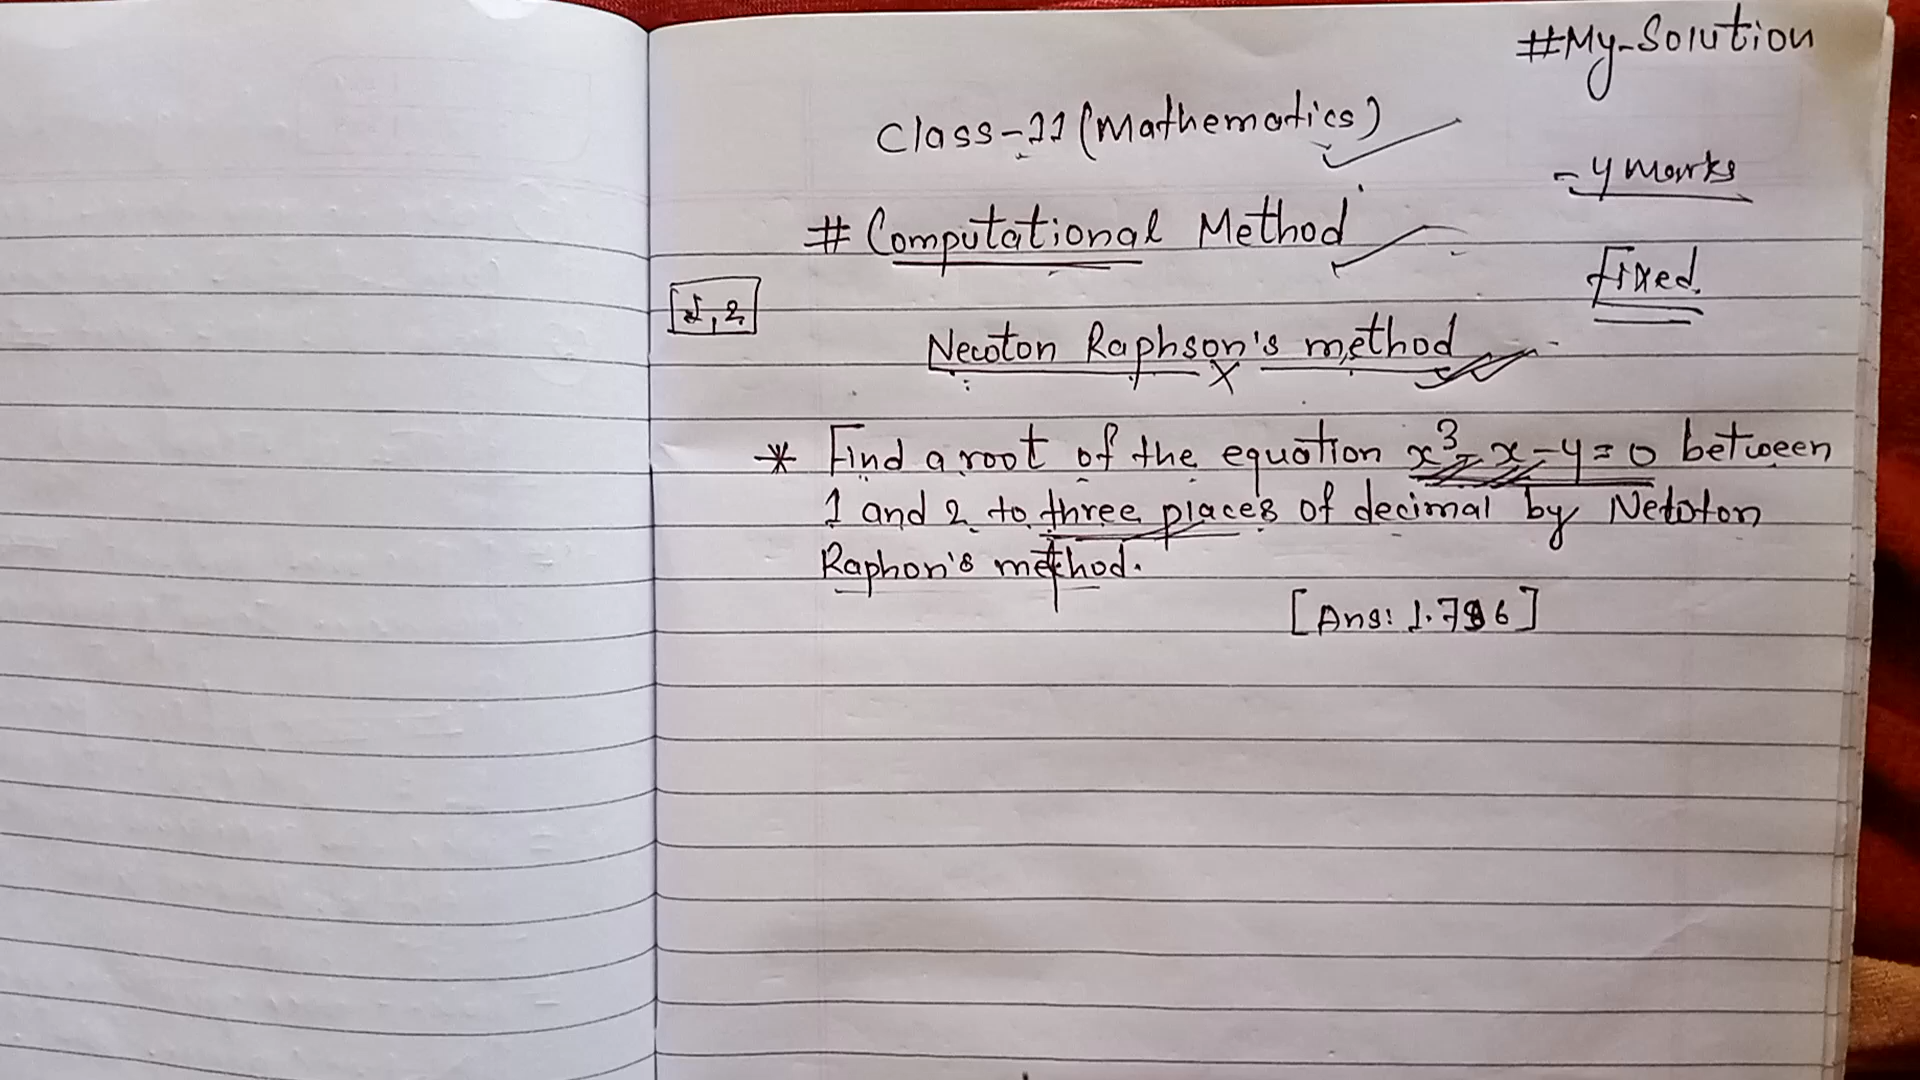 #My-Solution
Class-11 (Mathematics)
- 4 marks
# Computational Method
Fixed.
1, 2
Newton Raphson's method
* Find a root of the equation x³-x-4=0 between
1 and 2 to three places of decimal by Newton
Raphon's method.
[Ans: 1.796]